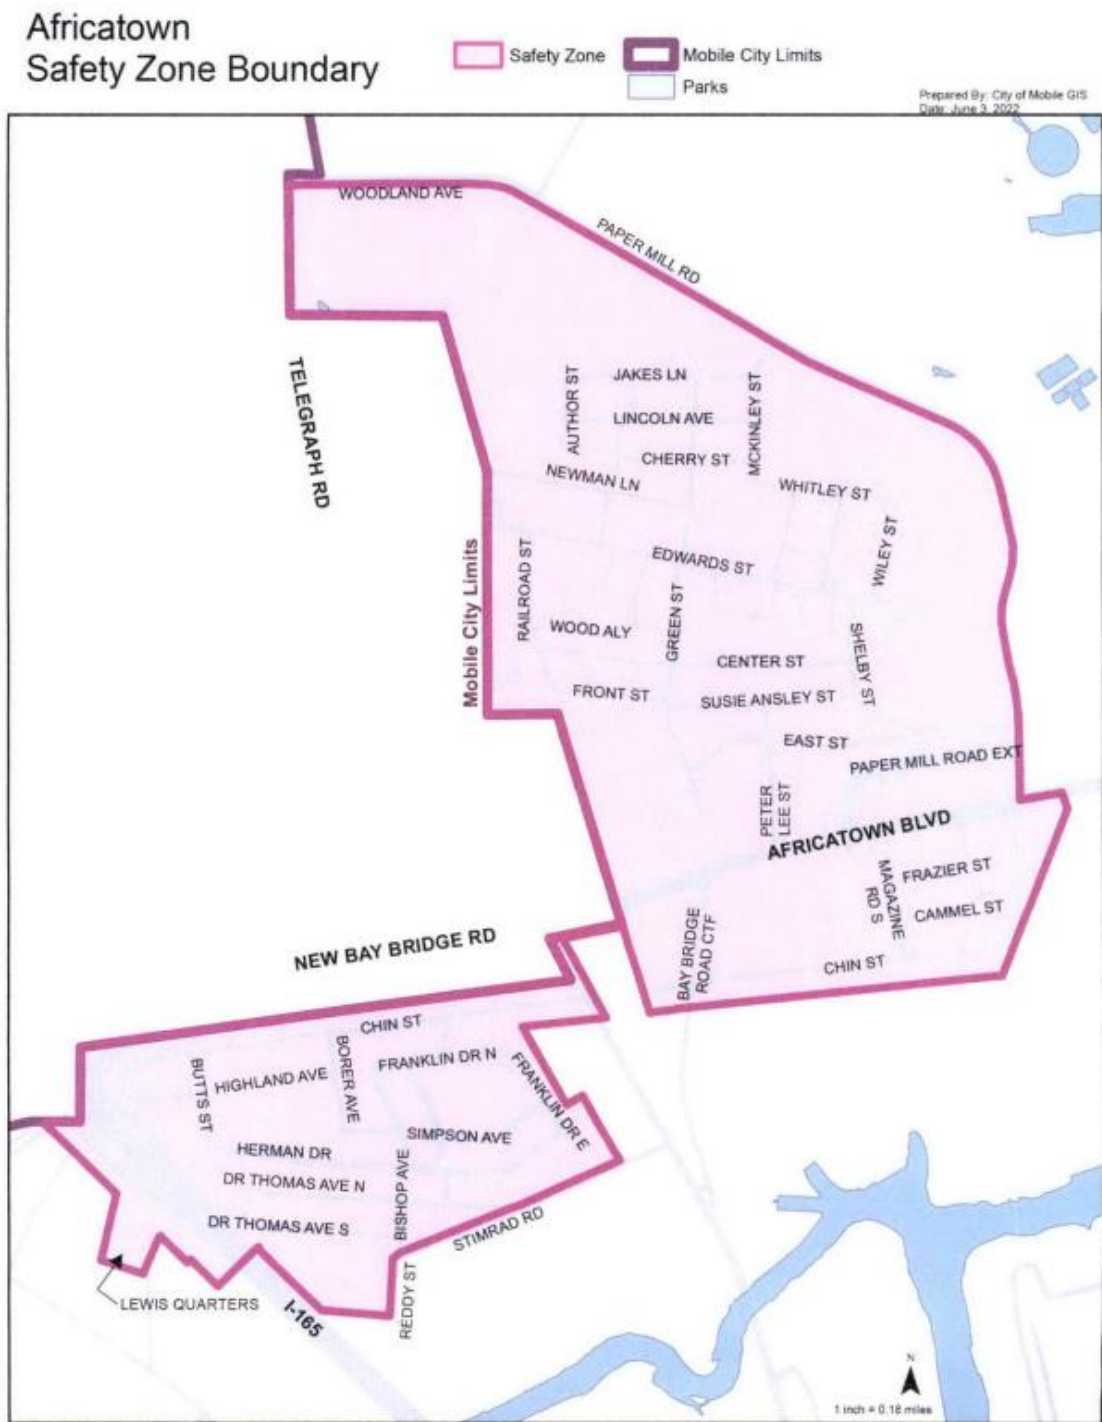 Africatown
Safety Zone Boundary
Safety Zone
Mobile City Limits
Parks
Prepared By: City of Mobile GIS
Date: June 3, 2022
WOODLAND AVE
PAPER MILL RD
TELEGRAPH RD
AUTHOR ST
JAKES LN
MCKINLEY ST
LINCOLN AVE
CHERRY ST
NEWMAN LN
WHITLEY ST
WILEY ST
Mobile City Limits
RAILROAD ST
EDWARDS ST
GREEN ST
WOOD ALY
SHELBY ST
CENTER ST
FRONT ST
SUSIE ANSLEY ST
EAST ST
PAPER MILL ROAD EXT
PETER
LEE ST
AFRICATOWN BLVD
MAGAZINE
RD S
FRAZIER ST
CAMMEL ST
BAY BRIDGE
ROAD CTF
CHIN ST
NEW BAY BRIDGE RD
CHIN ST
BUTTS ST
HIGHLAND AVE
BORER AVE
FRANKLIN DR N
FRANKLIN DR E
HERMAN DR
SIMPSON AVE
DR THOMAS AVE N
BISHOP AVE
DR THOMAS AVE S
STIMRAD RD
LEWIS QUARTERS
I-165
REDDY ST
N
1 inch = 0.18 miles